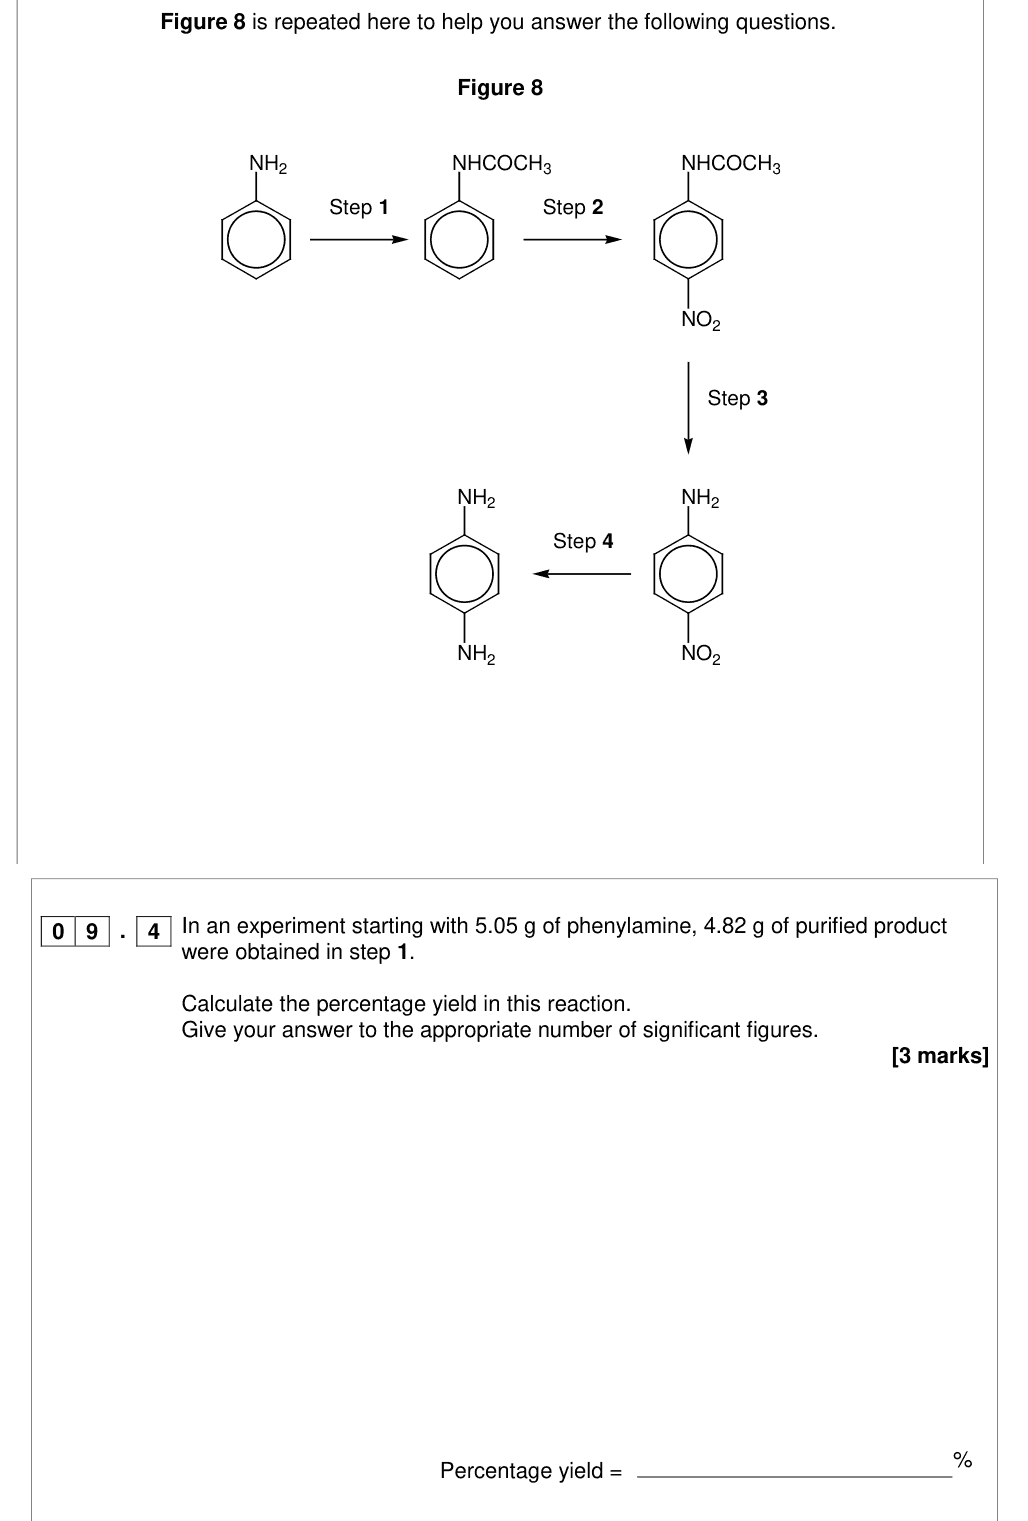 Figure 8 is repeated here to help you answer the following questions.
Figure 8
NH2
NHCOCH3
NHCOCH3
Step 1
Step 2
NO2
Step 3
NH2
NH2
Step 4
NH2
NO2
0 9 . 4 In an experiment starting with 5.05 g of phenylamine, 4.82 g of purified product
were obtained in step 1.
Calculate the percentage yield in this reaction.
Give your answer to the appropriate number of significant figures.
[3 marks]
Percentage yield = %